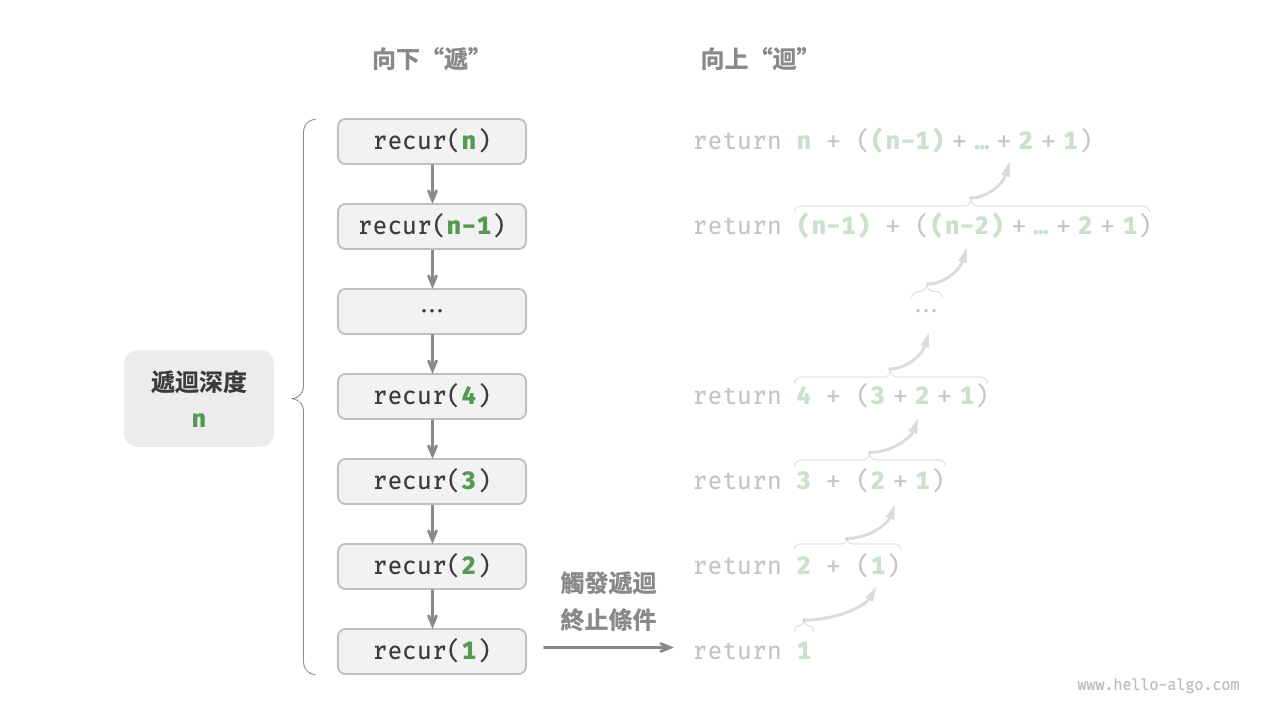 向下“遞”
向上“迴”
recur(n)
return n + ((n-1) + … + 2 + 1)
recur(n-1)
return (n-1) + ((n-2) + … + 2 + 1)
…
…
遞迴深度
n
recur(4)
return 4 + (3 + 2 + 1)
recur(3)
return 3 + (2 + 1)
recur(2)
return 2 + (1)
觸發遞迴
終止條件
recur(1)
return 1
www.hello-algo.com